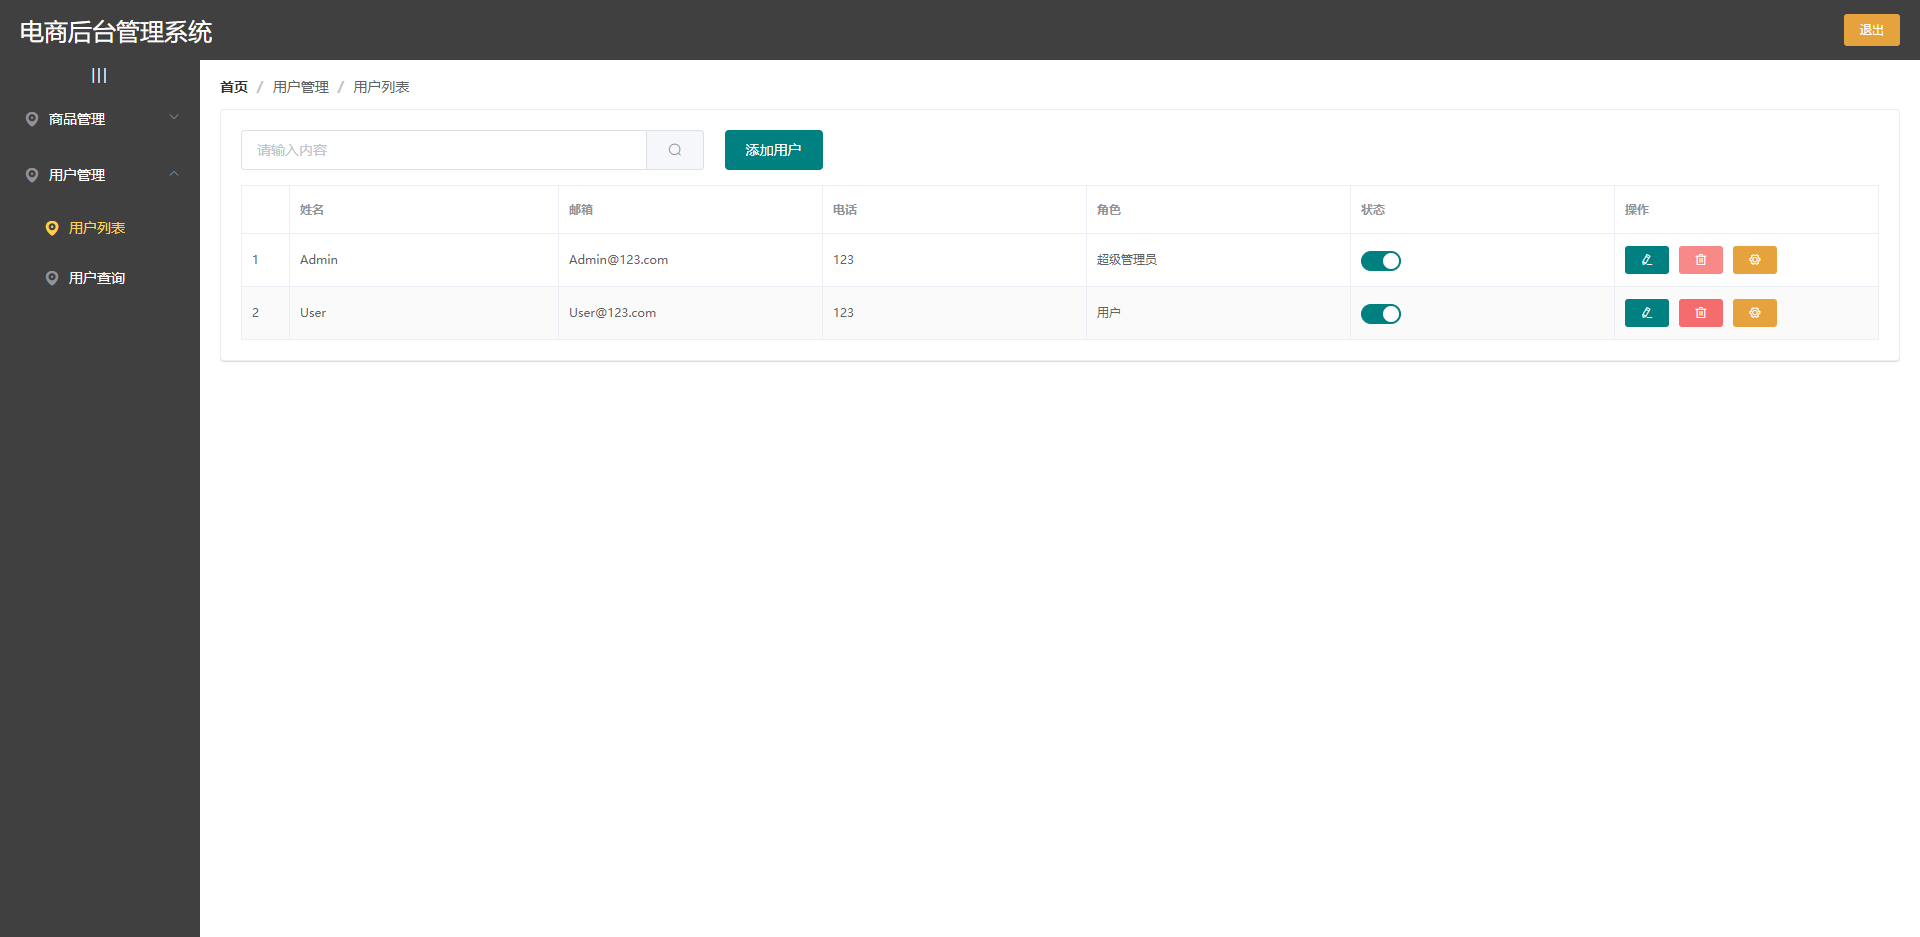 电商后台管理系统
退出
商品管理
用户管理
用户列表
用户查询
首页 / 用户管理 / 用户列表
请输入内容
添加用户
姓名 邮箱 电话 角色 状态 操作
1 Admin Admin@123.com 123 超级管理员
2 User User@123.com 123 用户